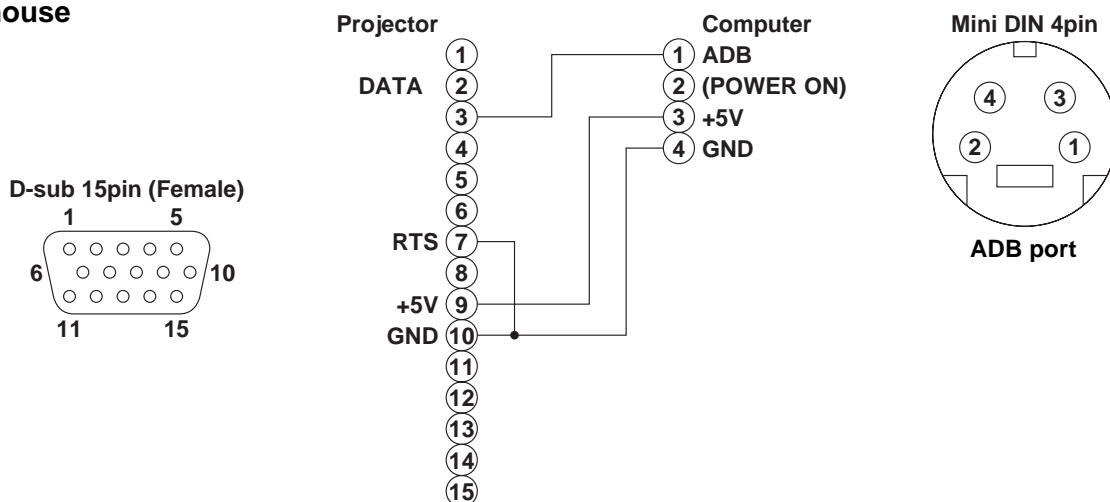 Projector
Computer
Mini DIN 4pin
1
DATA 2
3
4
5
6
RTS 7
8
+5V 9
GND 10
11
12
13
14
15
1 ADB
2 (POWER ON)
3 +5V
4 GND
4 3
2 1
ADB port
D-sub 15pin (Female)
1 5
6 10
11 15